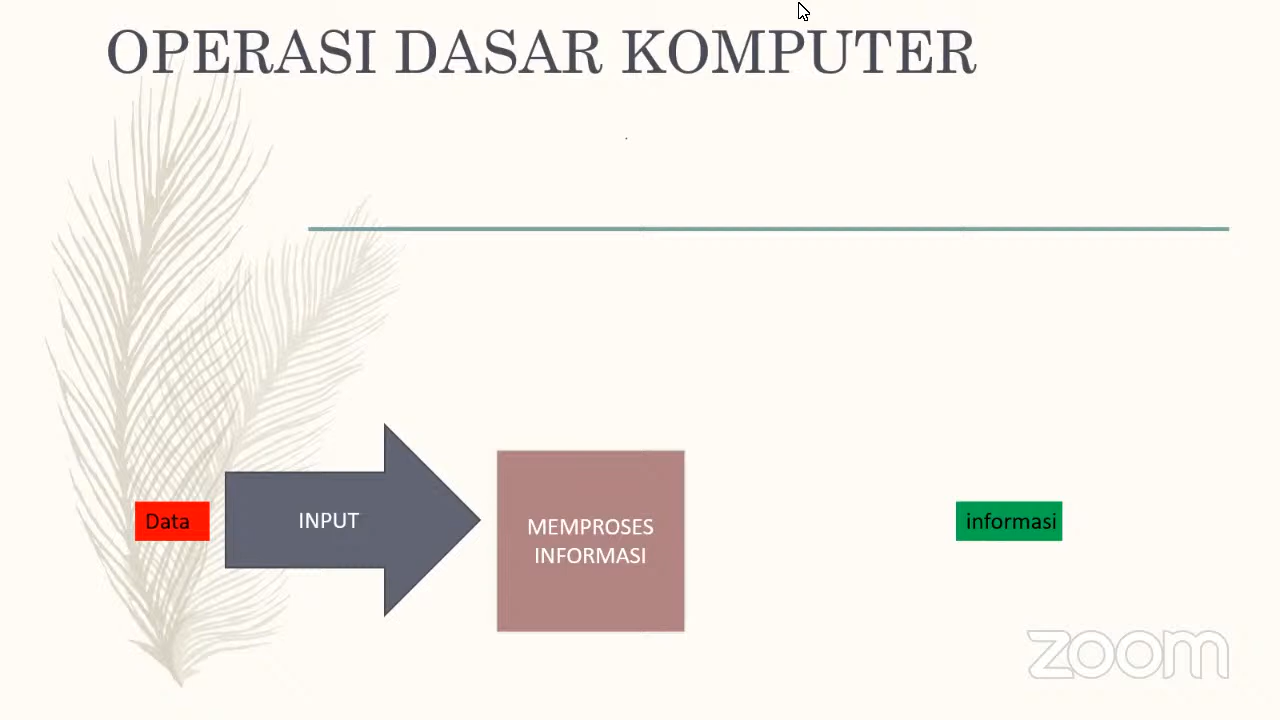 OPERASI DASAR KOMPUTER
Data
INPUT
MEMPROSES
INFORMASI
informasi
zoom